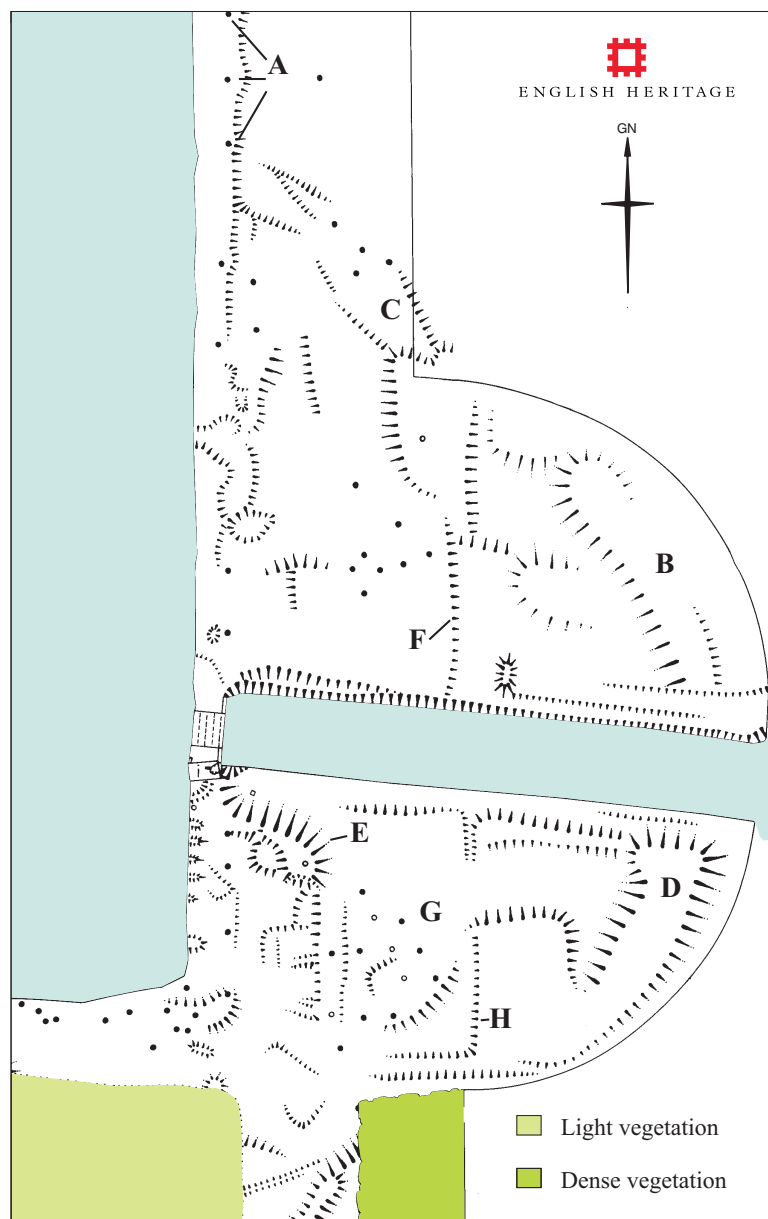 A
ENGLISH HERITAGE
GN
C
B
F
E
D
G
H
Light vegetation
Dense vegetation